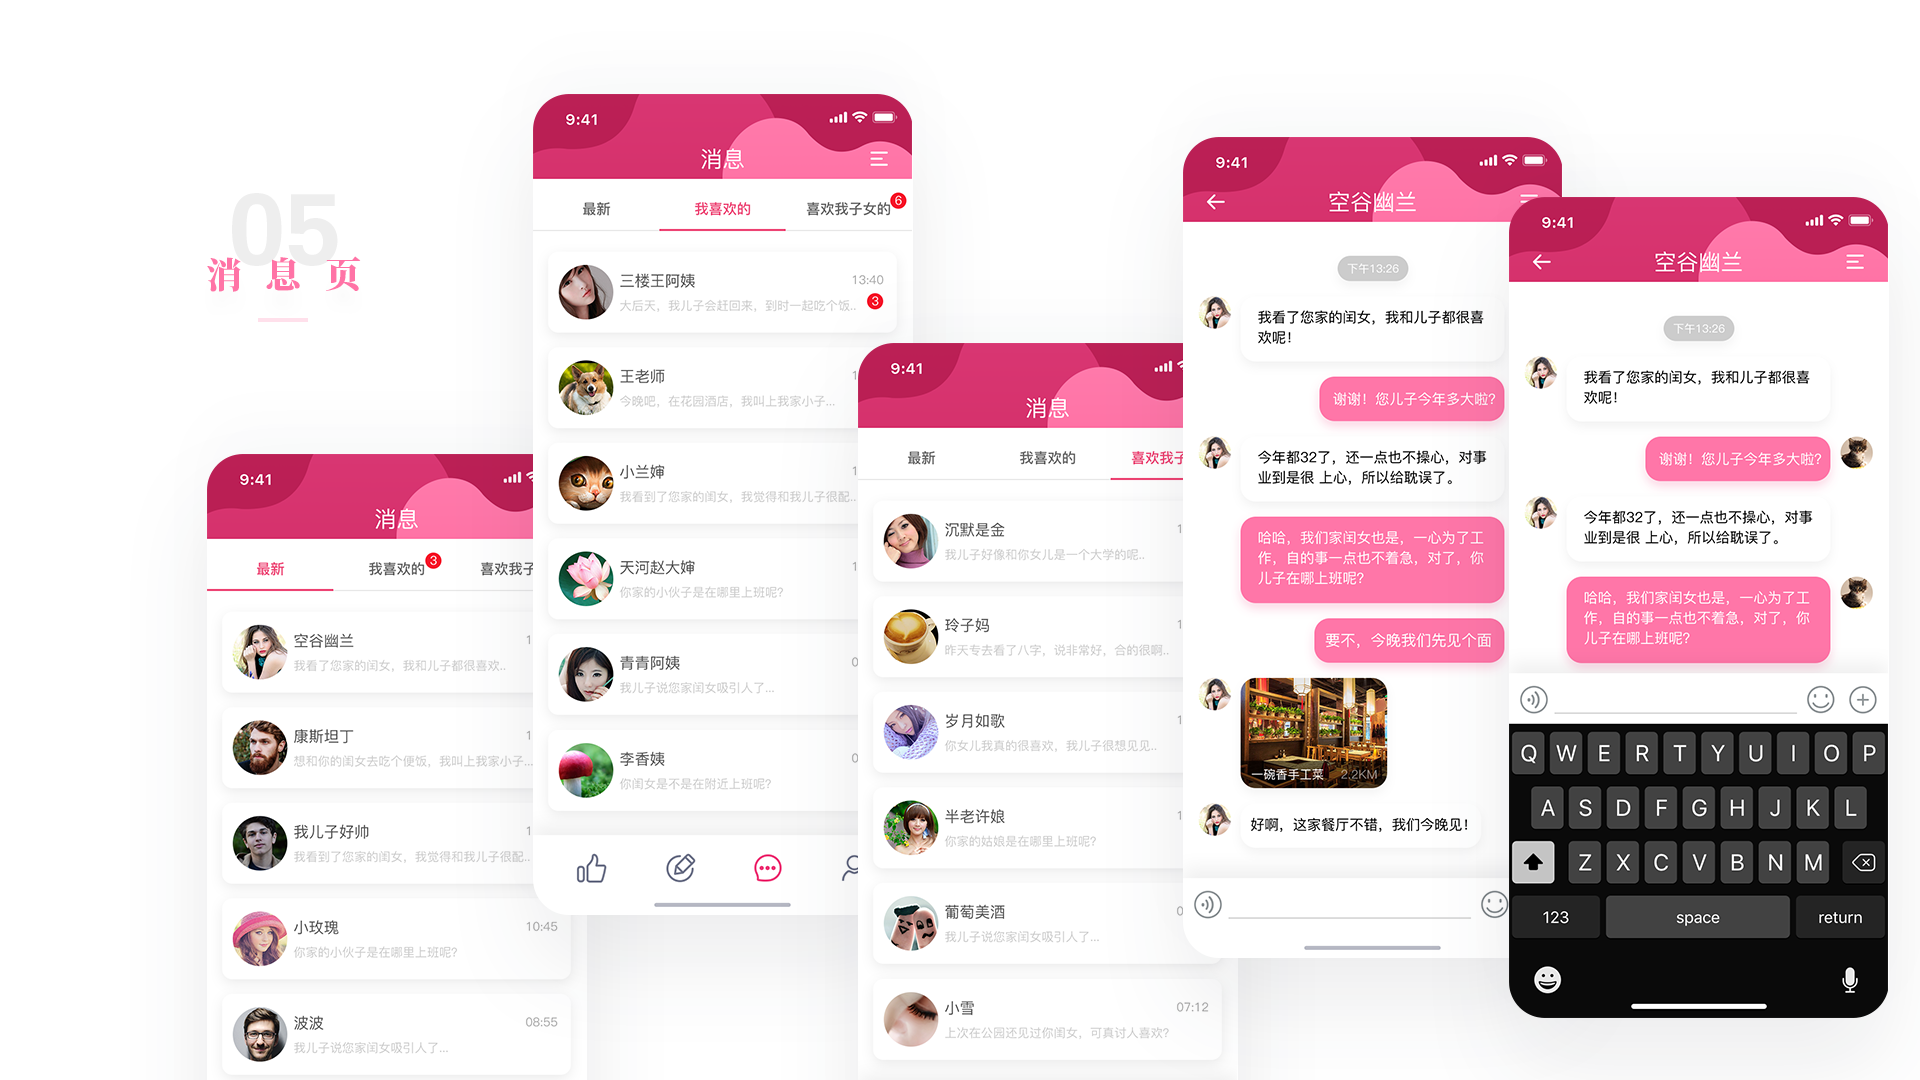 05
消息页
9:41
消息
最新
我喜欢的
3
喜欢我子
空谷幽兰
1
我看了您家的闺女，我和儿子都很喜欢..
康斯坦丁
1
想和你的闺女去吃个便饭，我叫上我家小子...
我儿子好帅
1
我看到了您家的闺女，我觉得和我儿子很配..
小玫瑰
10:45
你家的小伙子是在哪里上班呢?
波波
08:55
我儿子说您家闺女吸引人了...
9:41
消息
最新
我喜欢的
喜欢我子女的
6
三楼王阿姨
13:40
大后天，我儿子会赶回来，到时一起吃个饭..
3
王老师
1
今晚吧，在花园酒店，我叫上我家小子...
小兰婶
1
我看到了您家的闺女，我觉得和我儿子很配..
天河赵大婶
1
你家的小伙子是在哪里上班呢?
青青阿姨
0
我儿子说您家闺女吸引人了...
李香姨
0
你闺女是不是在附近上班呢?
9:41
消息
最新
我喜欢的
喜欢我子
沉默是金
1
我儿子好像和你女儿是一个大学的呢..
玲子妈
1
昨天专去看了八字，说非常好，合的很啊..
岁月如歌
1
你女儿我真的很喜欢，我儿子很想见见..
半老许娘
1
你家的姑娘是在哪里上班呢?
葡萄美酒
0
我儿子说您家闺女吸引人了...
小雪
07:12
上次在公园还见过你闺女，可真讨人喜欢?
9:41
空谷幽兰
下午13:26
我看了您家的闺女，我和儿子都很喜
欢呢！
谢谢！您儿子今年多大啦?
今年都32了，还一点也不操心，对事
业到是很 上心，所以给耽误了。
哈哈，我们家闺女也是，一心为了工
作，自的事一点也不着急，对了，你
儿子在哪上班呢?
要不，今晚我们先见个面
一碗香手工菜
2.2KM
好啊，这家餐厅不错，我们今晚见！
9:41
空谷幽兰
下午13:26
我看了您家的闺女，我和儿子都很喜
欢呢！
谢谢！您儿子今年多大啦?
今年都32了，还一点也不操心，对事
业到是很 上心，所以给耽误了。
哈哈，我们家闺女也是，一心为了工
作，自的事一点也不着急，对了，你
儿子在哪上班呢?
Q W E R T Y U I O P
A S D F G H J K L
Z X C V B N M
123 space return